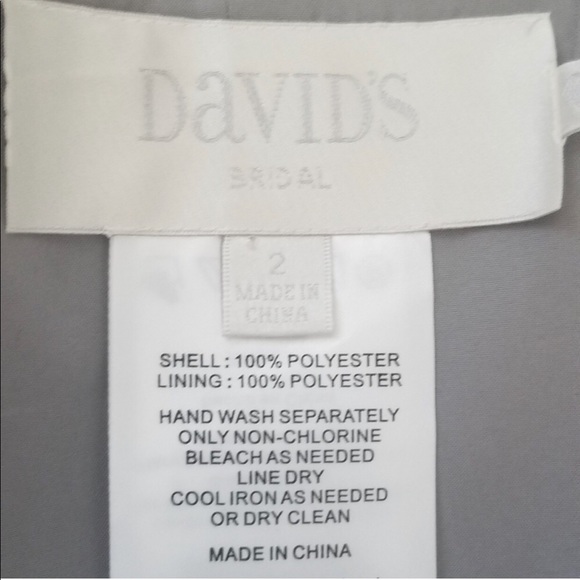 DaVID'S
BRIDAL
2
MADE IN
CHINA
SHELL : 100% POLYESTER
LINING : 100% POLYESTER
HAND WASH SEPARATELY
ONLY NON-CHLORINE
BLEACH AS NEEDED
LINE DRY
COOL IRON AS NEEDED
OR DRY CLEAN
MADE IN CHINA